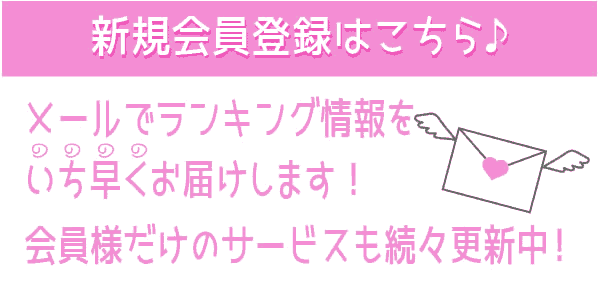 新規会員登録はこちら♪
メールでランキング情報を
いち早くお届けします！
会員様だけのサービスも続々更新中！